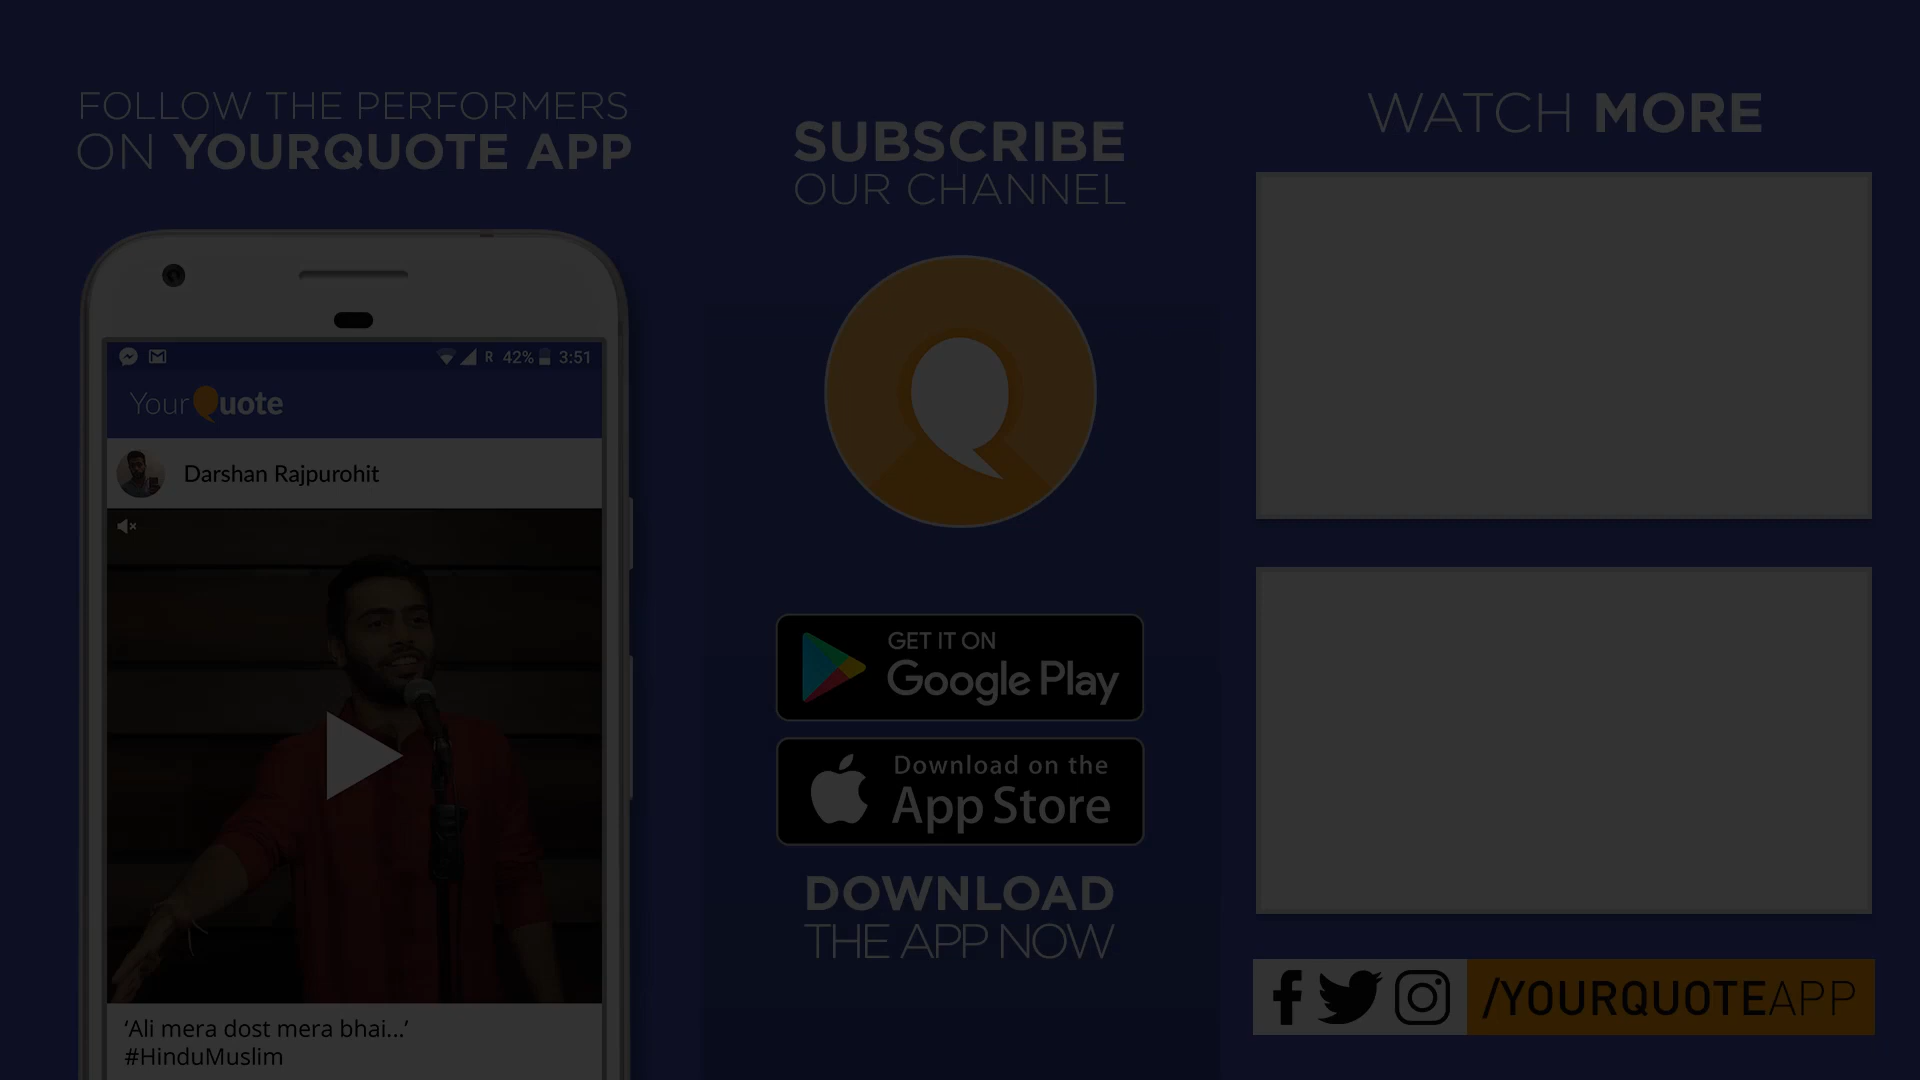 FOLLOW THE PERFORMERS
ON YOURQUOTE APP
R 42% 3:51
YourQuote
Darshan Rajpurohit
‘Ali mera dost mera bhai...’
#HinduMuslim
SUBSCRIBE
OUR CHANNEL
GET IT ON
Google Play
Download on the
App Store
DOWNLOAD
THE APP NOW
WATCH MORE
/YOURQUOTEAPP